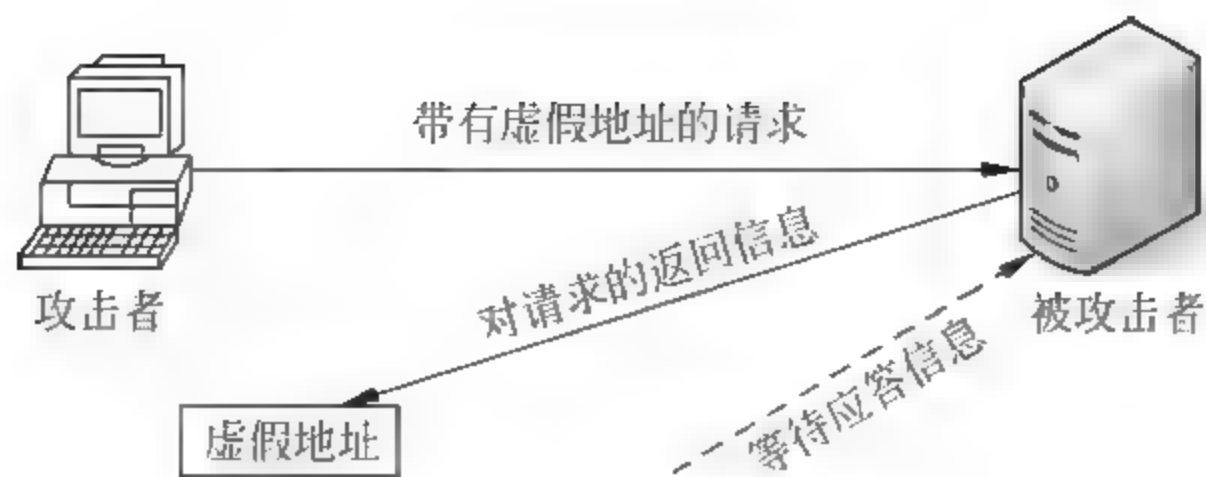 带有虚假地址的请求
对请求的返回信息
攻击者
被攻击者
等待应答信息
虚假地址